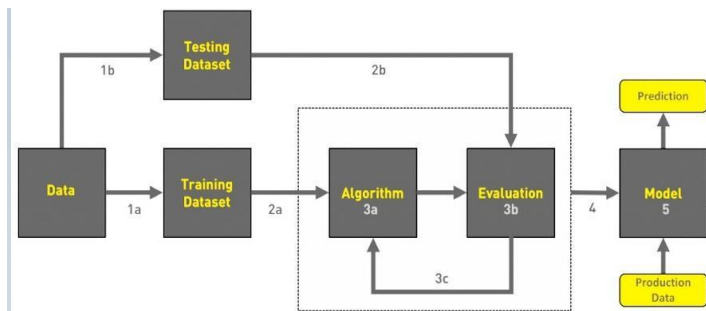 Testing
Dataset
1b
2b
Prediction
Data
Training
Dataset
Algorithm
3a
Evaluation
3b
Model
5
1a
2a
4
3c
Production
Data